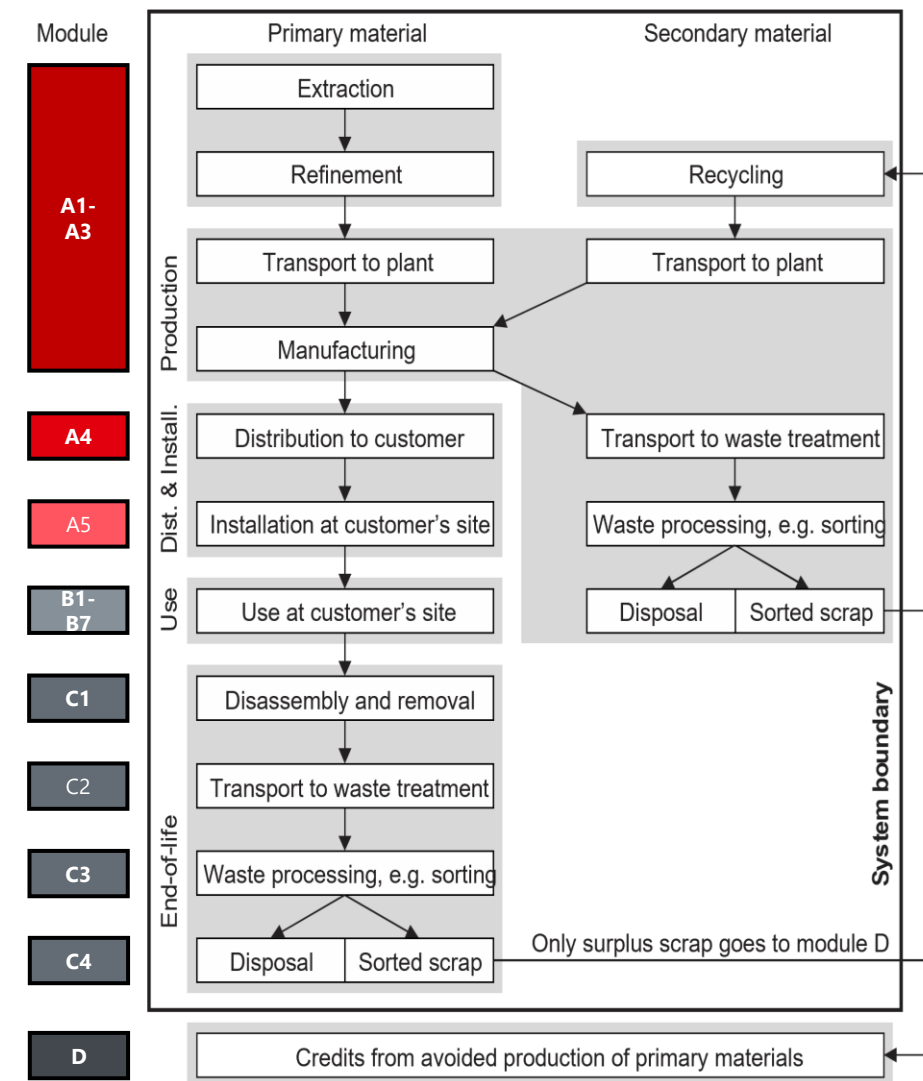 Module
Primary material
Secondary material
Extraction
Refinement
Recycling
A1-
A3
Production
Transport to plant
Transport to plant
Manufacturing
Dist. & Install.
A4
Distribution to customer
Transport to waste treatment
A5
Installation at customer's site
Waste processing, e.g. sorting
B1-
B7
Use
Use at customer's site
Disposal
Sorted scrap
C1
Disassembly and removal
System boundary
C2
Transport to waste treatment
End-of-life
C3
Waste processing, e.g. sorting
C4
Disposal
Sorted scrap
Only surplus scrap goes to module D
D
Credits from avoided production of primary materials